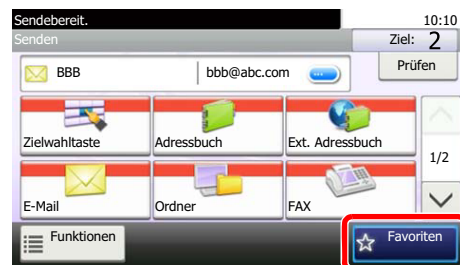 Sendebereit. 10:10
Senden Ziel: 2
BBB bbb@abc.com Prüfen
Zielwahltaste Adressbuch Ext. Adressbuch
1/2
E-Mail Ordner FAX
Funktionen Favoriten